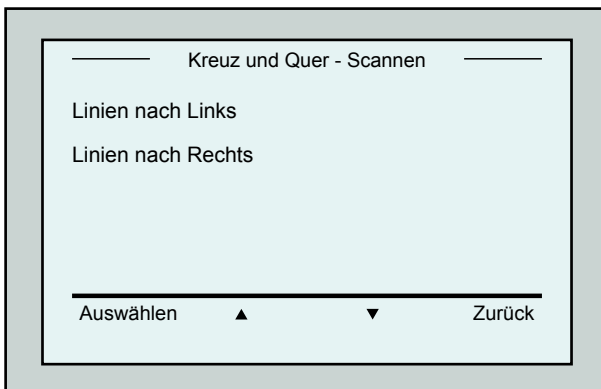 Kreuz und Quer - Scannen
Linien nach Links
Linien nach Rechts
Auswählen ▲ ▼ Zurück